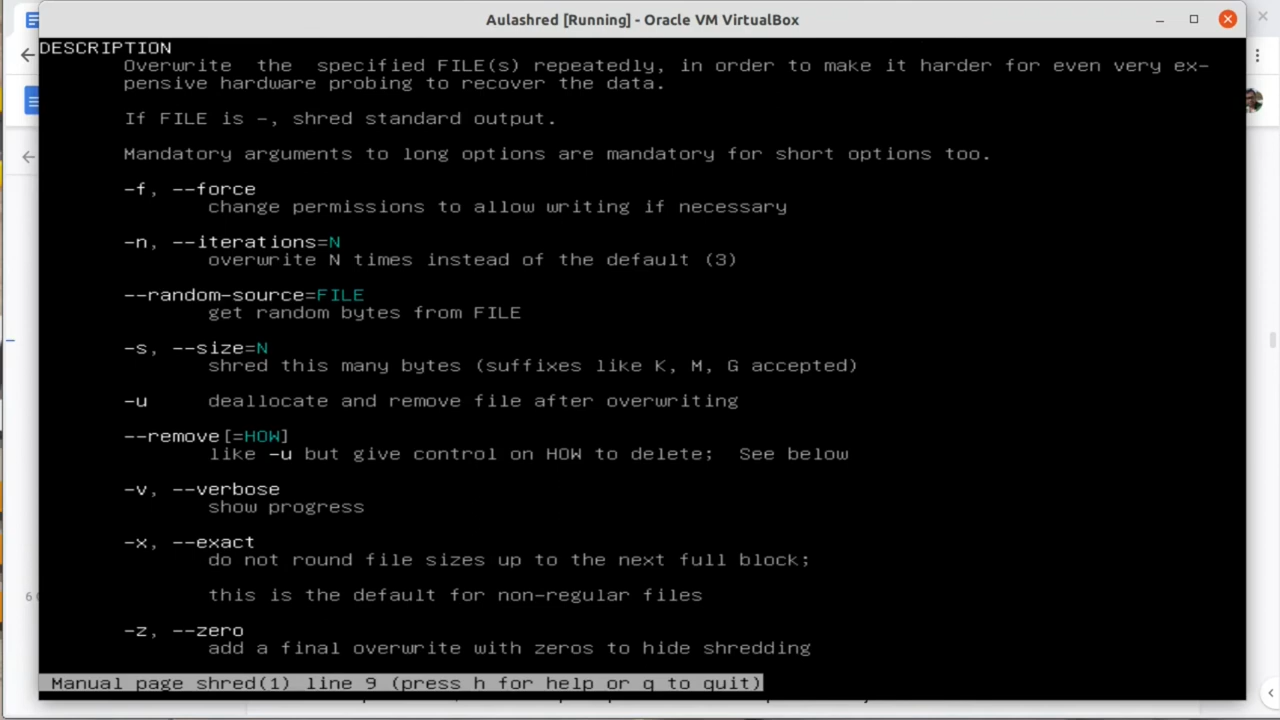 Aulashred [Running] - Oracle VM VirtualBox
DESCRIPTION
Overwrite the specified FILE(s) repeatedly, in order to make it harder for even very ex-
pensive hardware probing to recover the data.
If FILE is -, shred standard output.
Mandatory arguments to long options are mandatory for short options too.
-f, --force
change permissions to allow writing if necessary
-n, --iterations=N
overwrite N times instead of the default (3)
--random-source=FILE
get random bytes from FILE
-s, --size=N
shred this many bytes (suffixes like K, M, G accepted)
-u deallocate and remove file after overwriting
--remove[=HOW]
like -u but give control on HOW to delete; See below
-v, --verbose
show progress
-x, --exact
do not round file sizes up to the next full block;
this is the default for non-regular files
-z, --zero
add a final overwrite with zeros to hide shredding
Manual page shred(1) line 9 (press h for help or q to quit)